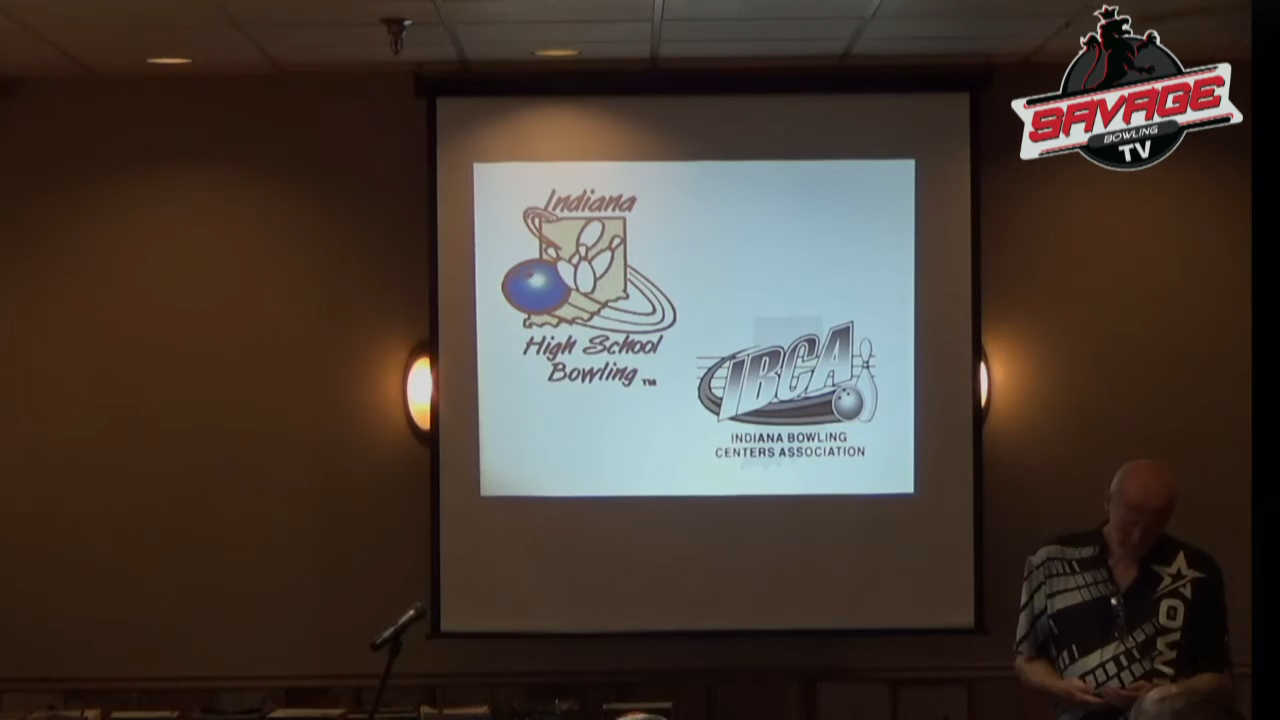 SAVAGE
BOWLING
TV
Indiana
High School
Bowling TM
IBCA
INDIANA BOWLING
CENTERS ASSOCIATION